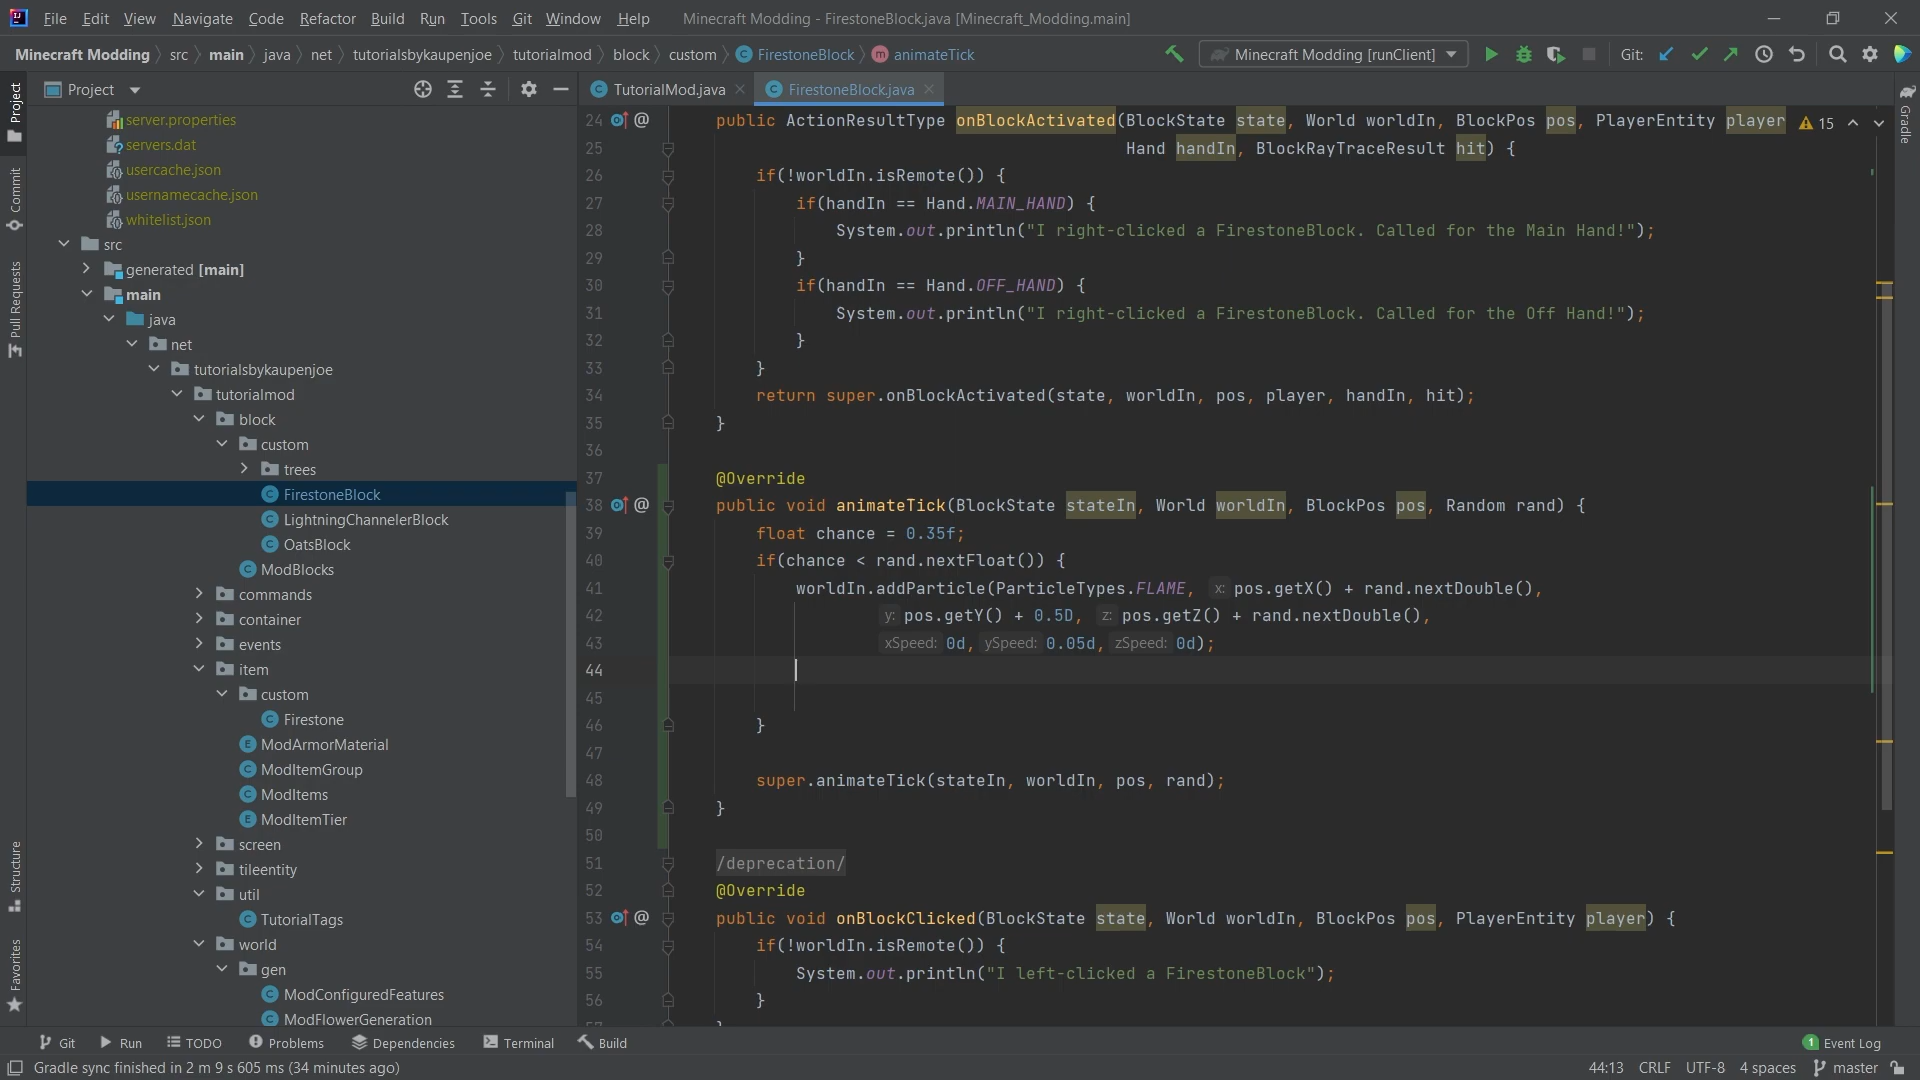 File Edit View Navigate Code Refactor Build Run Tools Git Window Help Minecraft Modding - FirestoneBlock.java [Minecraft_Modding.main]
Minecraft Modding src main java net tutorialsbykaupenjoe tutorialmod block custom FirestoneBlock animateTick Minecraft Modding [runClient] Git:
Project
TutorialMod.java FirestoneBlock.java
Project
Commit
Pull Requests
Structure
Favorites
Gradle
server.properties
servers.dat
usercache.json
usernamecache.json
whitelist.json
src
generated [main]
main
java
net
tutorialsbykaupenjoe
tutorialmod
block
custom
trees
FirestoneBlock
LightningChannelerBlock
OatsBlock
ModBlocks
commands
container
events
item
custom
Firestone
ModArmorMaterial
ModItemGroup
ModItems
ModItemTier
screen
tileentity
util
TutorialTags
world
gen
ModConfiguredFeatures
ModFlowerGeneration
24 @ public ActionResultType onBlockActivated(BlockState state, World worldIn, BlockPos pos, PlayerEntity player 15
25 Hand handIn, BlockRayTraceResult hit) {
26 if(!worldIn.isRemote()) {
27 if(handIn == Hand.MAIN_HAND) {
28 System.out.println("I right-clicked a FirestoneBlock. Called for the Main Hand!");
29 }
30 if(handIn == Hand.OFF_HAND) {
31 System.out.println("I right-clicked a FirestoneBlock. Called for the Off Hand!");
32 }
33 }
34 return super.onBlockActivated(state, worldIn, pos, player, handIn, hit);
35 }
36
37 @Override
38 @ public void animateTick(BlockState stateIn, World worldIn, BlockPos pos, Random rand) {
39 float chance = 0.35f;
40 if(chance < rand.nextFloat()) {
41 worldIn.addParticle(ParticleTypes.FLAME, x: pos.getX() + rand.nextDouble(),
42 y: pos.getY() + 0.5D, z: pos.getZ() + rand.nextDouble(),
43 xSpeed: 0d, ySpeed: 0.05d, zSpeed: 0d);
44
45
46 }
47
48 super.animateTick(stateIn, worldIn, pos, rand);
49 }
50
51 /deprecation/
52 @Override
53 @ public void onBlockClicked(BlockState state, World worldIn, BlockPos pos, PlayerEntity player) {
54 if(!worldIn.isRemote()) {
55 System.out.println("I left-clicked a FirestoneBlock");
56 }
57 }
Git Run TODO Problems Dependencies Terminal Build 1 Event Log
Gradle sync finished in 2 m 9 s 605 ms (34 minutes ago) 44:13 CRLF UTF-8 4 spaces master